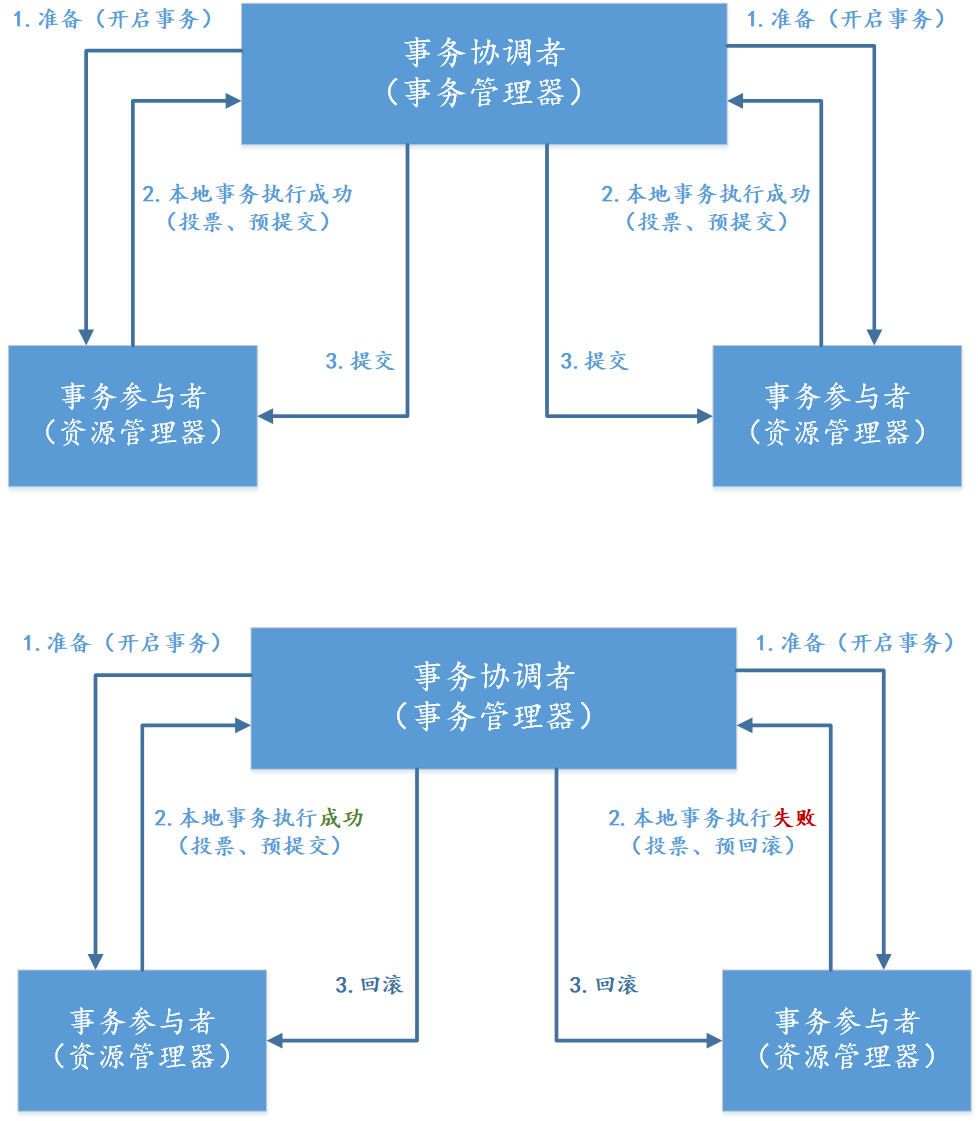 1.准备（开启事务）
1.准备（开启事务）
事务协调者
（事务管理器）
2.本地事务执行成功
（投票、预提交）
2.本地事务执行成功
（投票、预提交）
3.提交
3.提交
事务参与者
（资源管理器）
事务参与者
（资源管理器）
1.准备（开启事务）
1.准备（开启事务）
事务协调者
（事务管理器）
2.本地事务执行成功
（投票、预提交）
2.本地事务执行失败
（投票、预回滚）
3.回滚
3.回滚
事务参与者
（资源管理器）
事务参与者
（资源管理器）